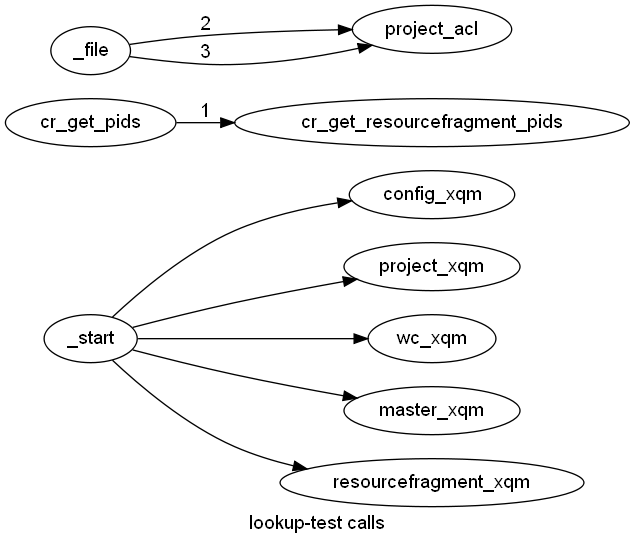 _file
2
3
project_acl
cr_get_pids
1
cr_get_resourcefragment_pids
_start
config_xqm
project_xqm
wc_xqm
master_xqm
resourcefragment_xqm
lookup-test calls